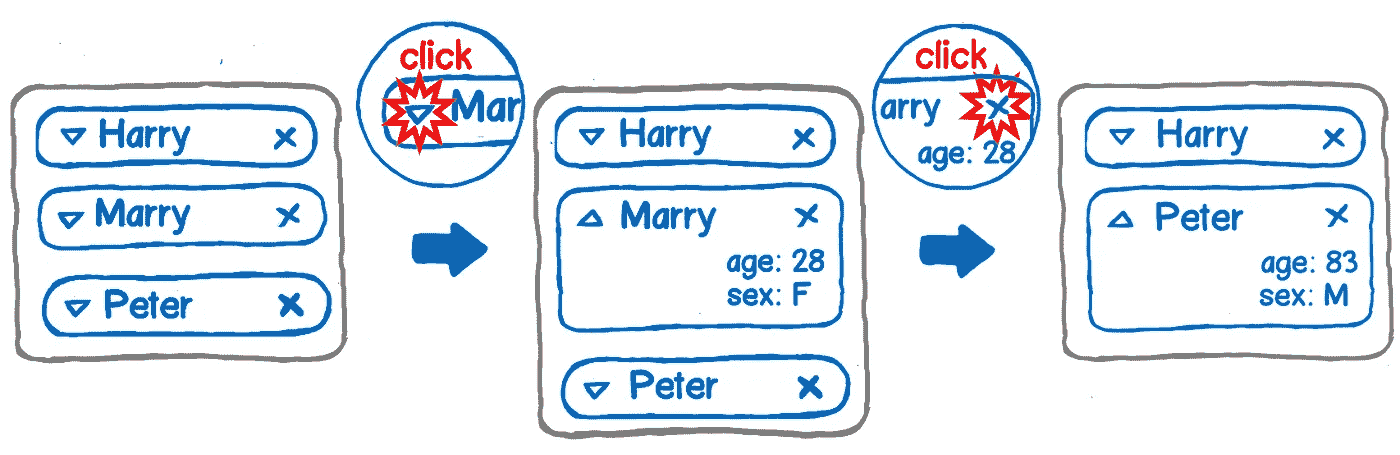 Harry
Marry
Peter
click
Mar
Harry
Marry
age: 28
sex: F
Peter
click
arry
age: 28
Harry
Peter
age: 83
sex: M